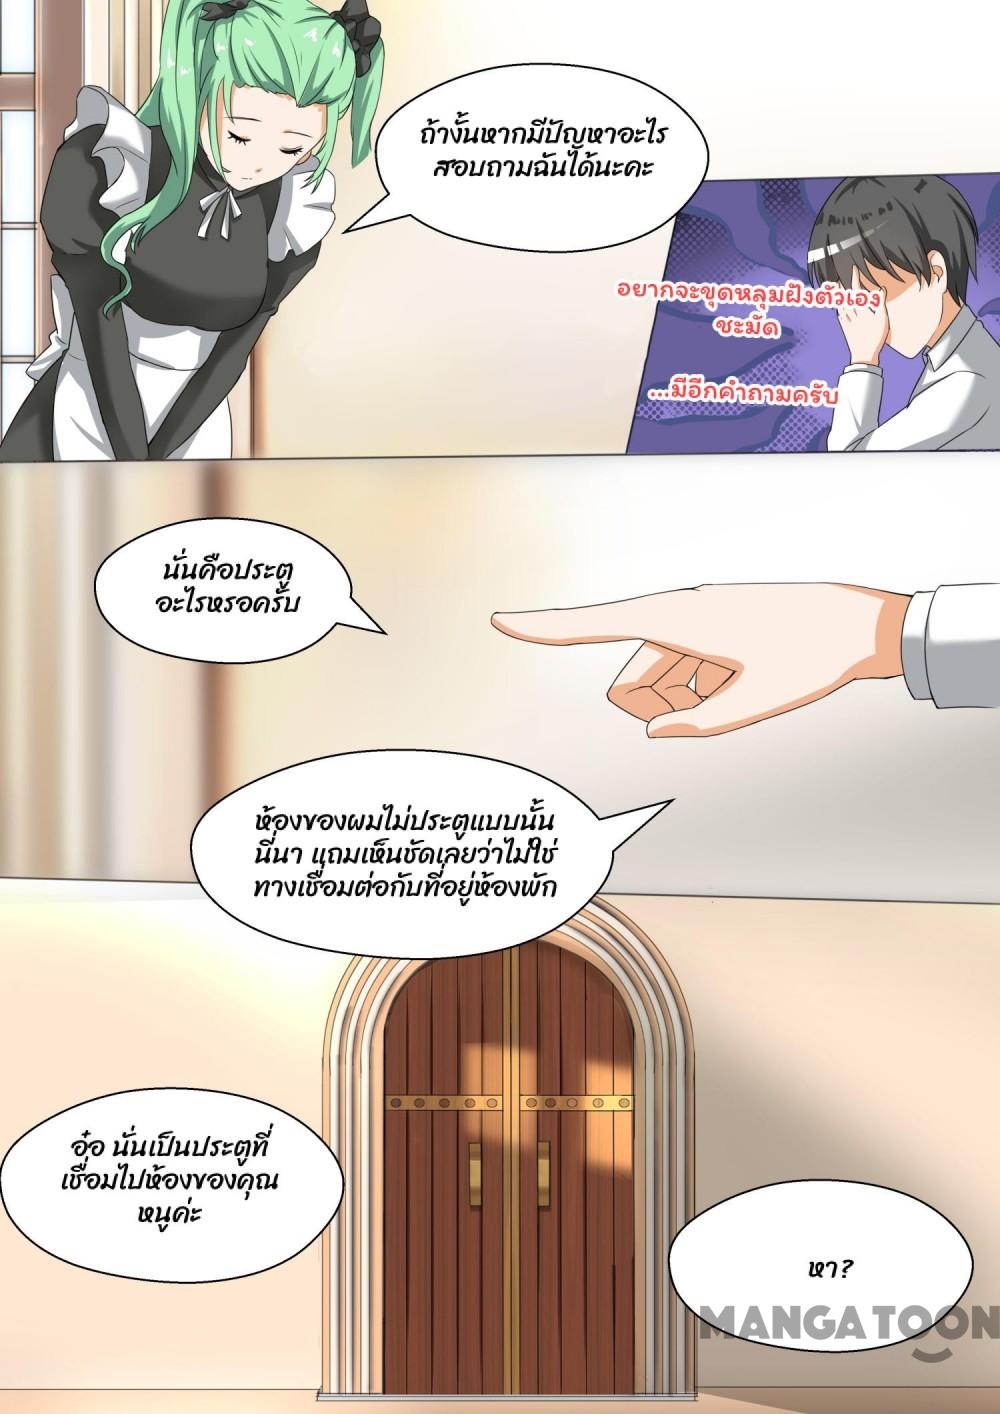 ถ้างั้นหากมีปัญหาอะไร
สอบถามฉันได้นะคะ
อยากจะขุดหลุมฝังตัวเอง
ชะมัด
...มีอีกคำถามครับ
นั่นคือประตู
อะไรหรอครับ
ห้องของผมไม่ประตูแบบนั้น
นี่นา แถมเห็นชัดเลยว่าไม่ใช่
ทางเชื่อมต่อกับที่อยู่ห้องพัก
อ๋อ นั่นเป็นประตูที่
เชื่อมไปห้องของคุณ
หนูค่ะ
หา?
MANGATOON